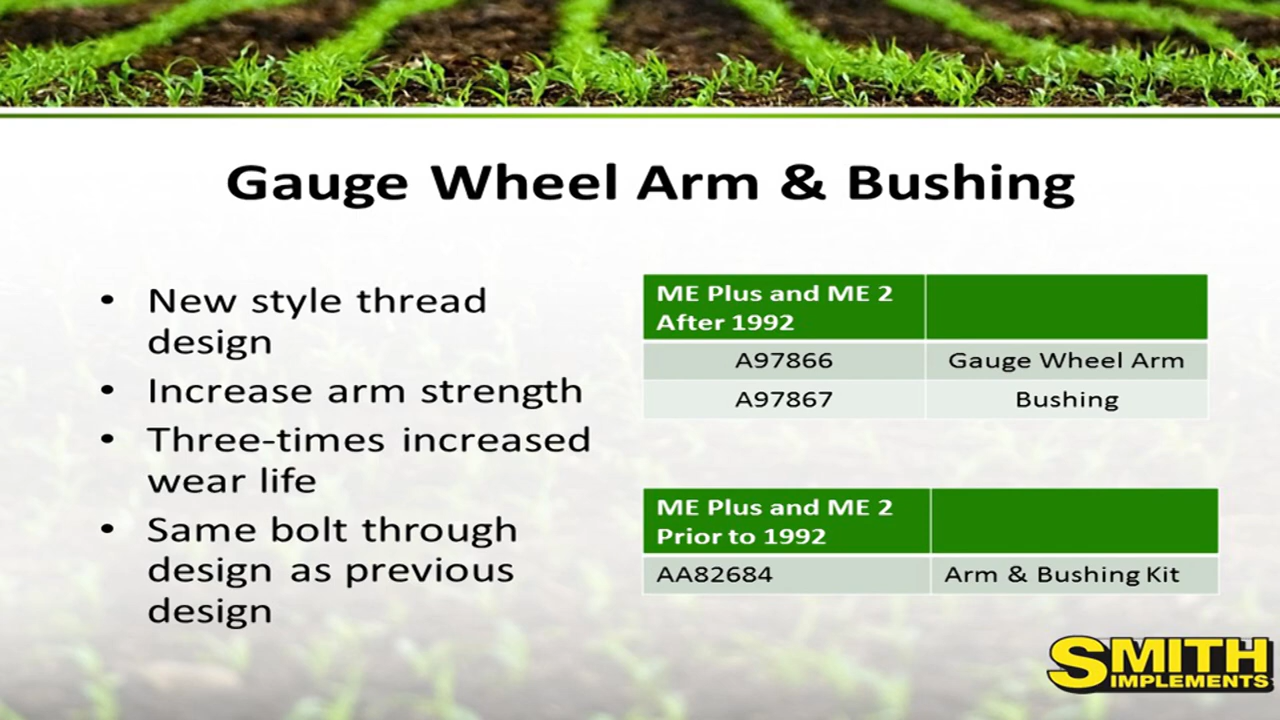 Gauge Wheel Arm & Bushing
• New style thread
design
• Increase arm strength
• Three-times increased
wear life
• Same bolt through
design as previous
design
ME Plus and ME 2
After 1992
A97866 Gauge Wheel Arm
A97867 Bushing
ME Plus and ME 2
Prior to 1992
AA82684 Arm & Bushing Kit
SMITH
IMPLEMENTS